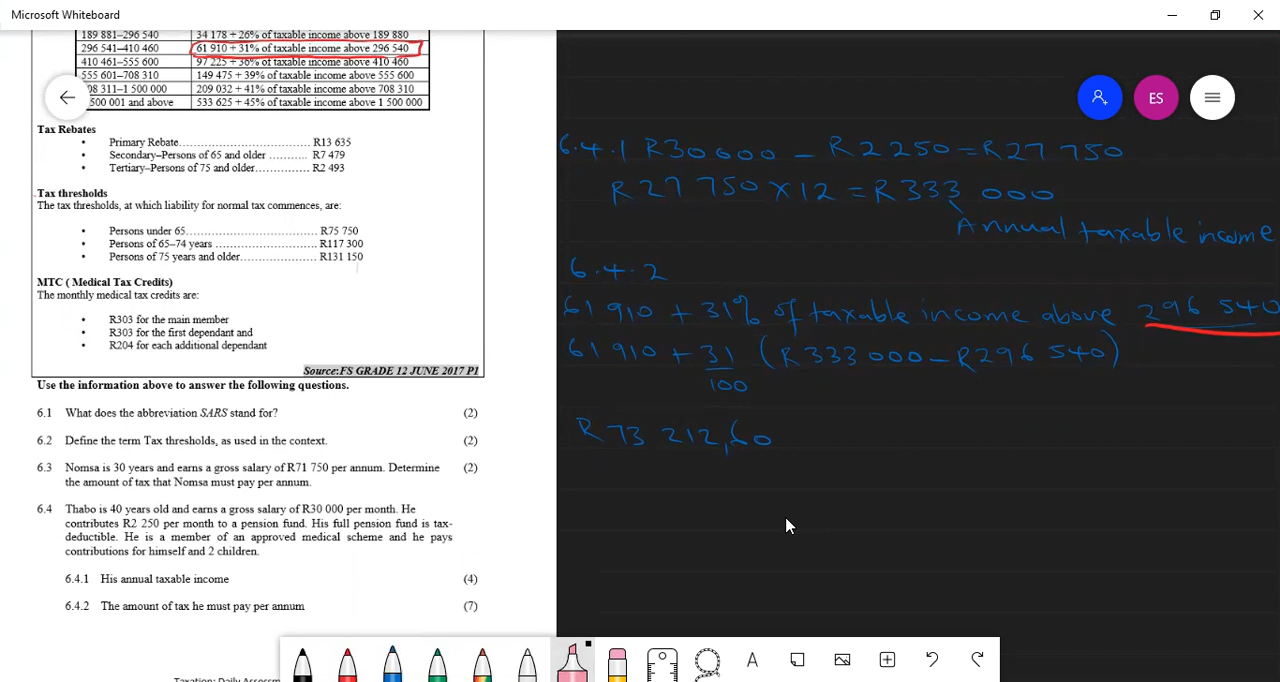 Microsoft Whiteboard
189 881–296 540 34 178 + 26% of taxable income above 189 880
296 541–410 460 61 910 + 31% of taxable income above 296 540
410 461–555 600 97 225 + 36% of taxable income above 410 460
555 601–708 310 149 475 + 39% of taxable income above 555 600
08 311–1 500 000 209 032 + 41% of taxable income above 708 310
500 001 and above 533 625 + 45% of taxable income above 1 500 000
Tax Rebates
• Primary Rebate.......................................... R13 635
• Secondary–Persons of 65 and older ........... R7 479
• Tertiary–Persons of 75 and older................. R2 493
Tax thresholds
The tax thresholds, at which liability for normal tax commences, are:
• Persons under 65........................................ R75 750
• Persons of 65–74 years ............................. R117 300
• Persons of 75 years and older..................... R131 150
MTC ( Medical Tax Credits)
The monthly medical tax credits are:
• R303 for the main member
• R303 for the first dependant and
• R204 for each additional dependant
Source:FS GRADE 12 JUNE 2017 P1
Use the information above to answer the following questions.
6.1 What does the abbreviation SARS stand for? (2)
6.2 Define the term Tax thresholds, as used in the context. (2)
6.3 Nomsa is 30 years and earns a gross salary of R71 750 per annum. Determine (2)
the amount of tax that Nomsa must pay per annum.
6.4 Thabo is 40 years old and earns a gross salary of R30 000 per month. He
contributes R2 250 per month to a pension fund. His full pension fund is tax-
deductible. He is a member of an approved medical scheme and he pays
contributions for himself and 2 children.
6.4.1 His annual taxable income (4)
6.4.2 The amount of tax he must pay per annum (7)
ES
6.4.1 R30000 – R2250 = R27 750
R27 750 x 12 = R333 000
Annual taxable income
6.4.2
61 910 + 31% of taxable income above 296 540
61 910 + 31/100 (R333 000 – R296 540)
R 73 212,60
A